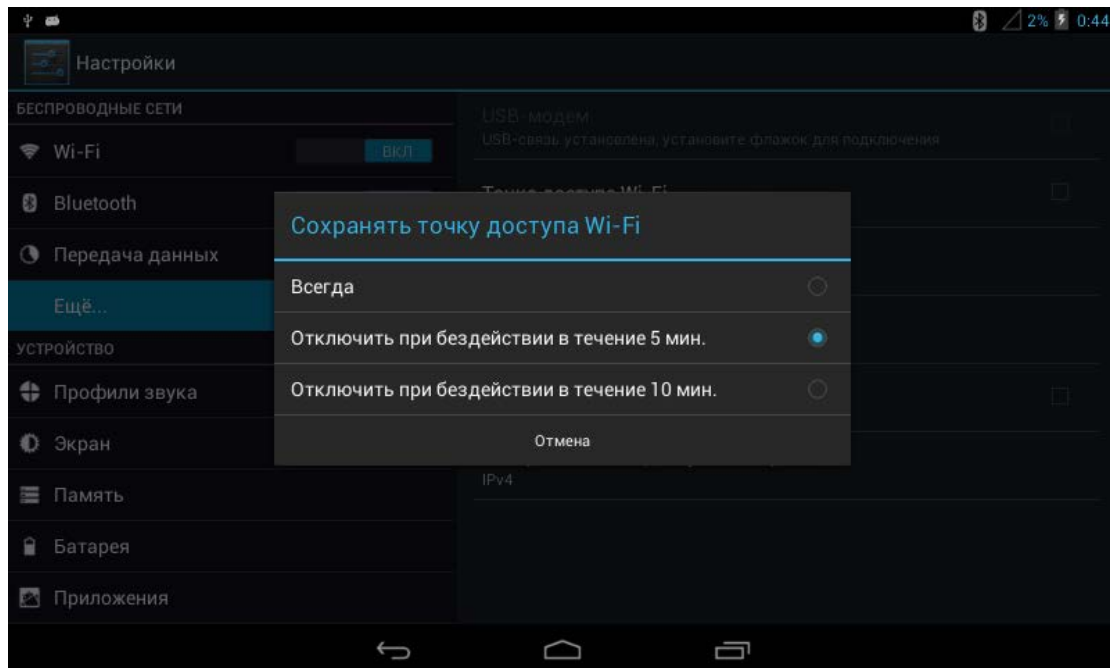 2% 0:44
Настройки
БЕСПРОВОДНЫЕ СЕТИ
Wi-Fi
ВКЛ
Bluetooth
Передача данных
Ещё...
УСТРОЙСТВО
Профили звука
Экран
Память
Батарея
Приложения
USB-модем
USB-связь установлена, установите флажок для подключения
Точка доступа Wi-Fi
Сохранять точку доступа Wi-Fi
Всегда
Отключить при бездействии в течение 5 мин.
Отключить при бездействии в течение 10 мин.
Отмена
IPv4